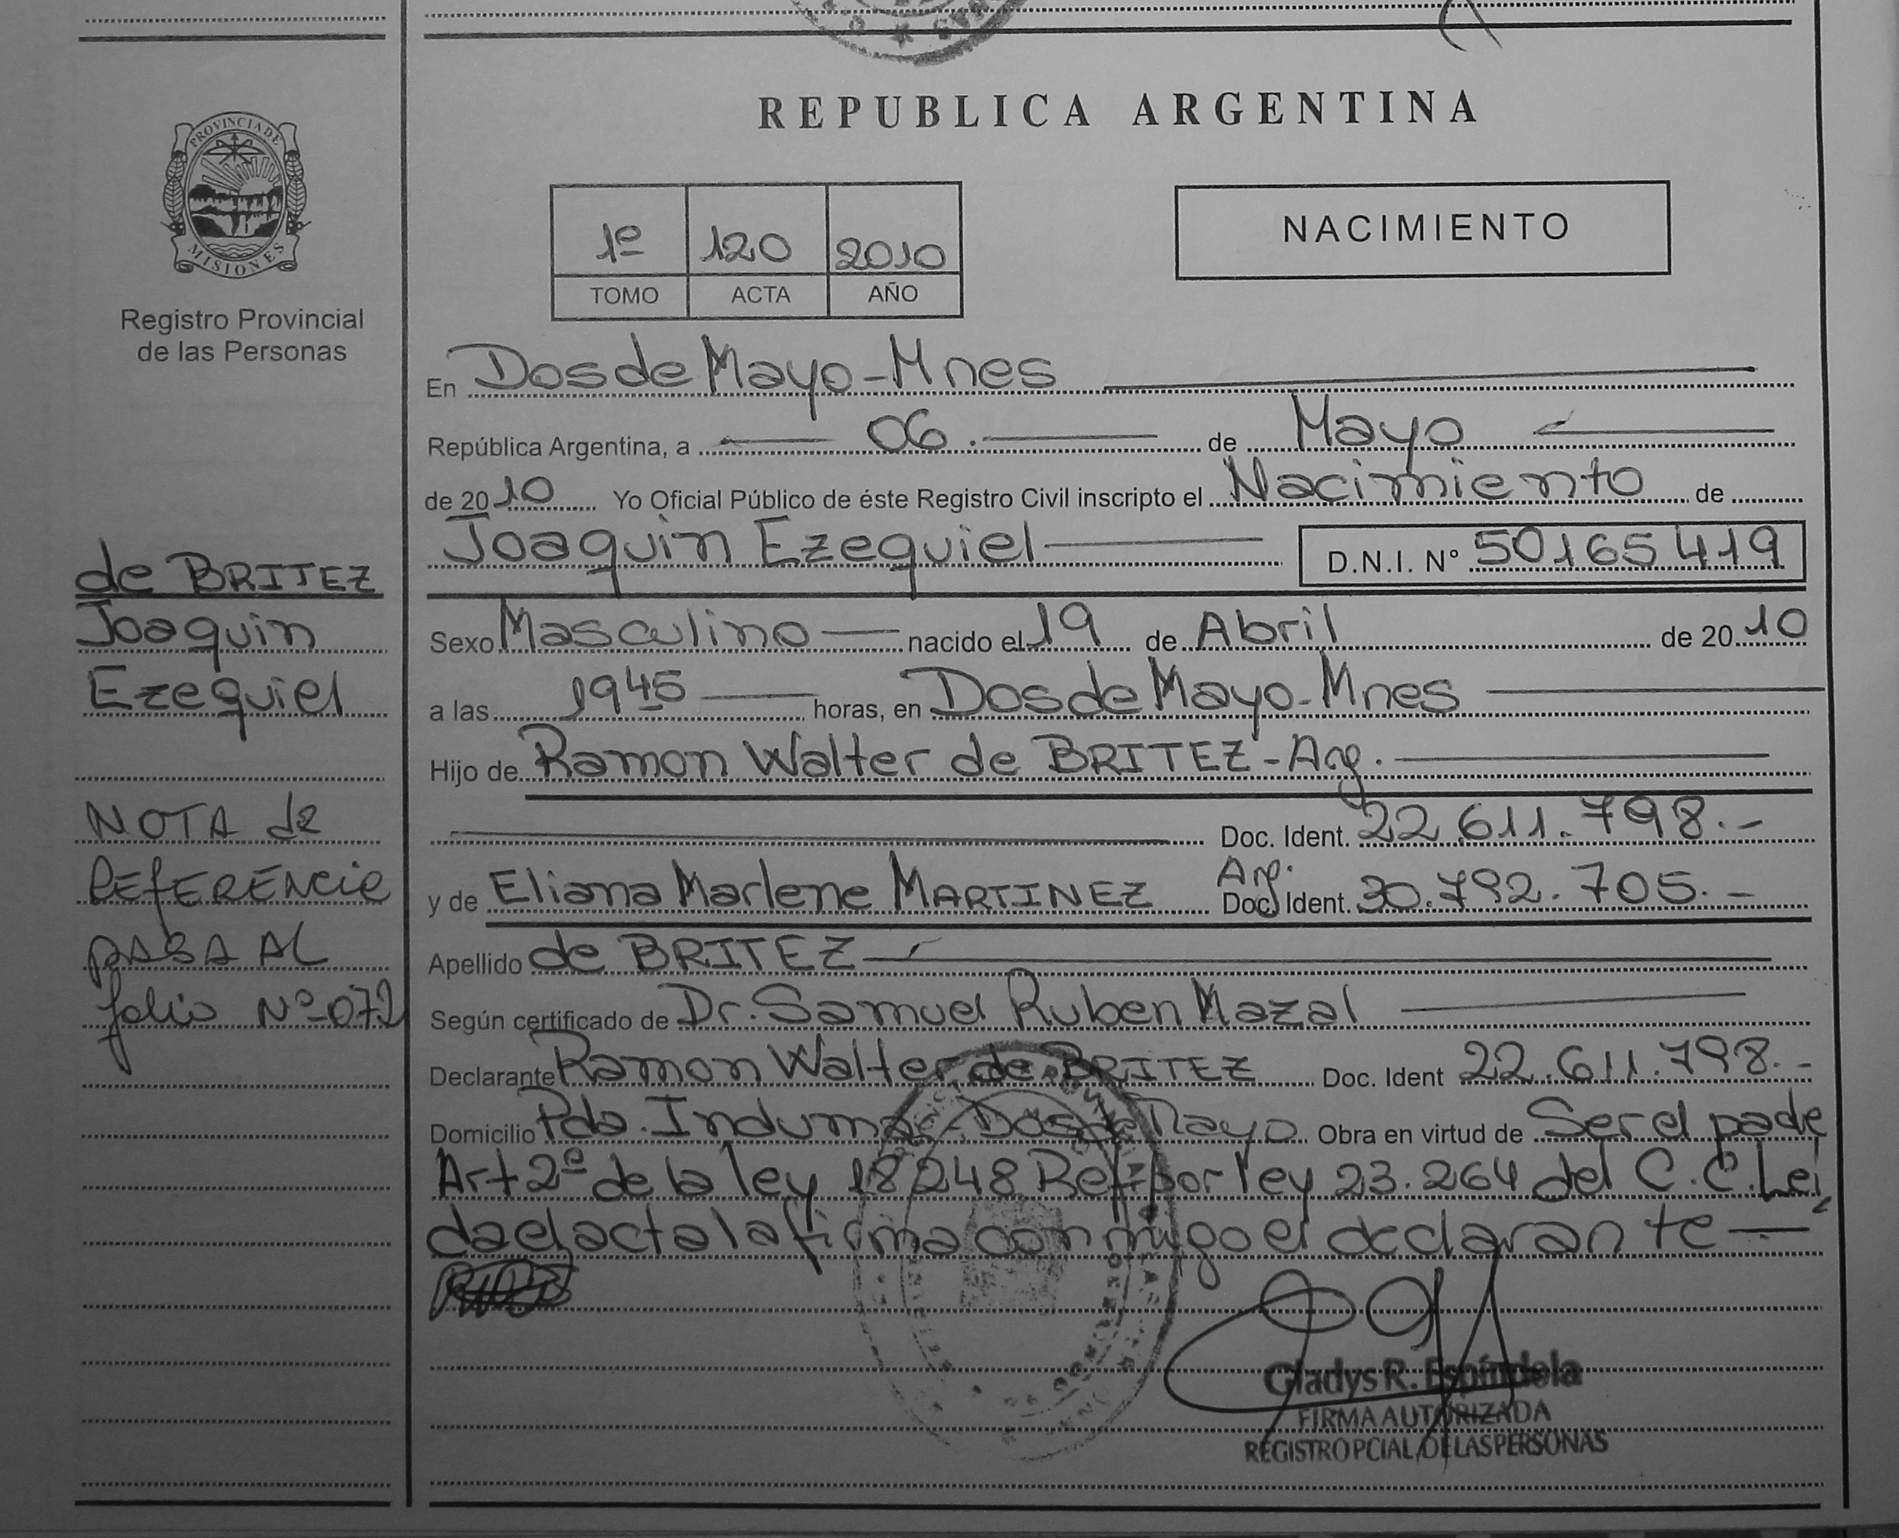 REPUBLICA ARGENTINA
PROVINCIA DE
MISIONES
Registro Provincial
de las Personas
1º 120 2010
TOMO ACTA AÑO
NACIMIENTO
En Dos de Mayo - Mnes
República Argentina, a 06 . de Mayo
de 2010 Yo Oficial Público de éste Registro Civil inscripto el Nacimiento de
Joaquin Ezequiel D.N.I. Nº 50165419
Sexo Masculino nacido el 19 de Abril de 2010
a las 1945 horas, en Dos de Mayo - Mnes
Hijo de Ramon Walter de BRITEZ - Arg.
Doc. Ident. 22.611.798.-
Arg.
y de Eliana Marlene MARTINEZ Doc. Ident. 30.792.705.-
Apellido de BRITEZ
Según certificado de Dr. Samuel Ruben Mazal
Declarante Ramon Walter de BRITEZ Doc. Ident 22.611.798.-
Domicilio Pda. Induma - Dos de Mayo Obra en virtud de Ser el padre
Art 2º de la ley 18248 Ref por ley 23.264 del C.C. Lei
da el acta la firma conmigo el declarante
Gladys R. Espíndola
FIRMA AUTORIZADA
REGISTRO PCIAL DE LAS PERSONAS
de BRITEZ
Joaquin
Ezequiel
NOTA de
REFERENCIA
PASA AL
folio Nº 072